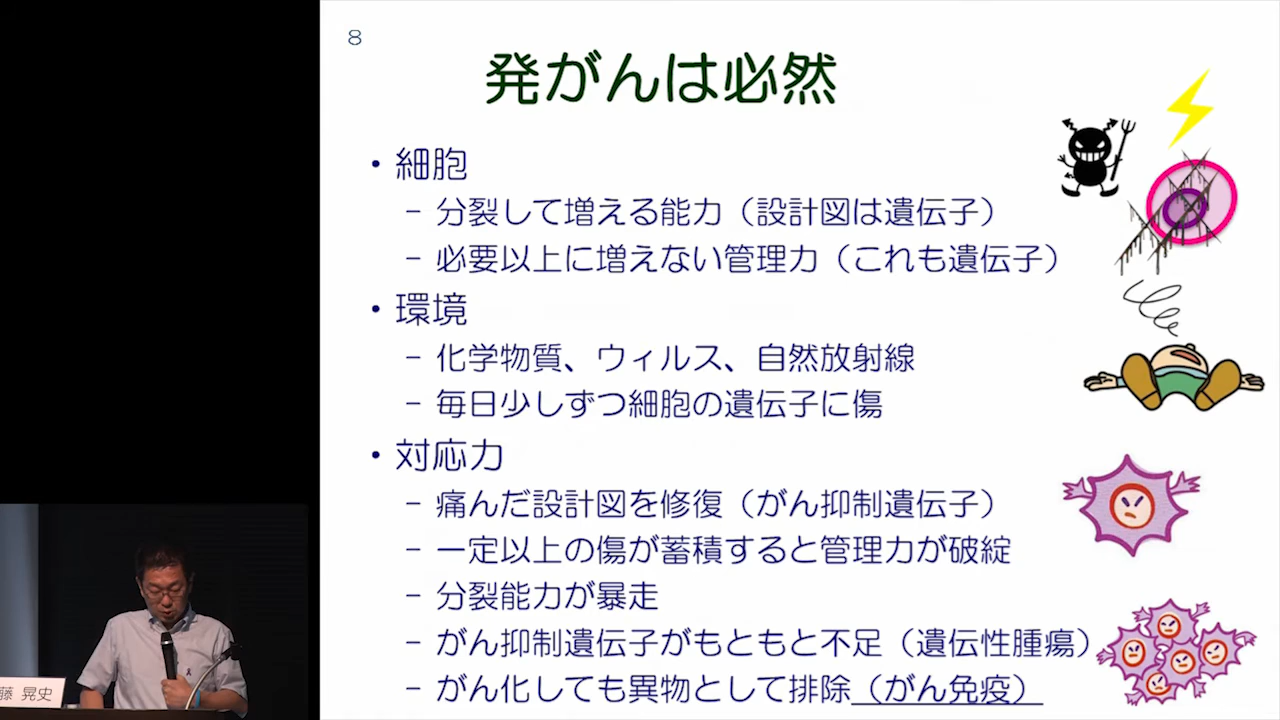 8
発がんは必然
・細胞
– 分裂して増える能力（設計図は遺伝子）
– 必要以上に増えない管理力（これも遺伝子）
・環境
– 化学物質、ウィルス、自然放射線
– 毎日少しずつ細胞の遺伝子に傷
・対応力
– 痛んだ設計図を修復（がん抑制遺伝子）
– 一定以上の傷が蓄積すると管理力が破綻
– 分裂能力が暴走
– がん抑制遺伝子がもともと不足（遺伝性腫瘍）
– がん化しても異物として排除（がん免疫）
藤 晃史